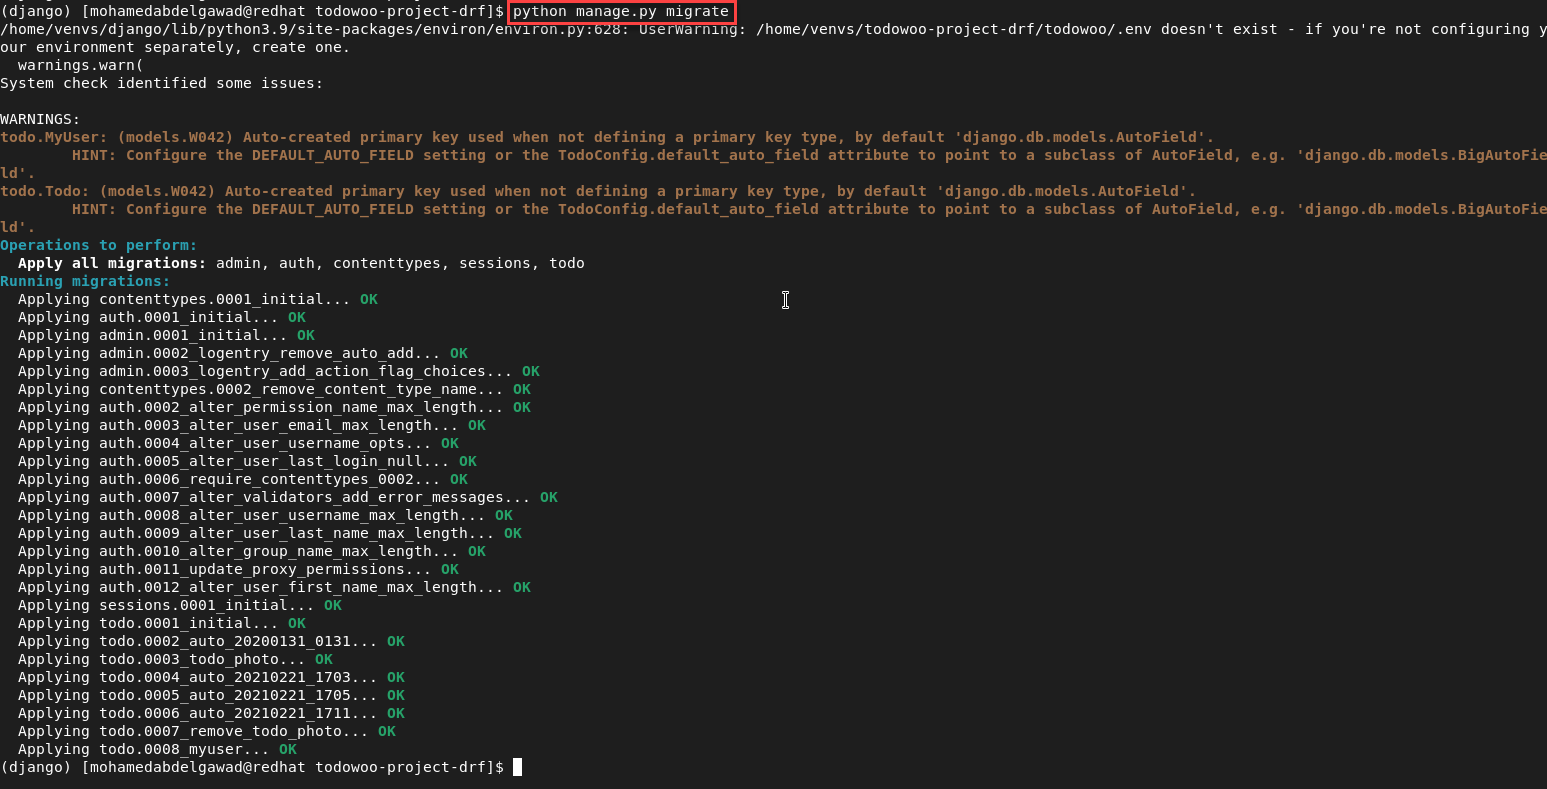 (django) [mohamedabdelgawad@redhat todowoo-project-drf]$ python manage.py migrate
/home/venvs/django/lib/python3.9/site-packages/environ/environ.py:628: UserWarning: /home/venvs/todowoo-project-drf/todowoo/.env doesn't exist - if you're not configuring y
our environment separately, create one.
  warnings.warn(
System check identified some issues:

WARNINGS:
todo.MyUser: (models.W042) Auto-created primary key used when not defining a primary key type, by default 'django.db.models.AutoField'.
        HINT: Configure the DEFAULT_AUTO_FIELD setting or the TodoConfig.default_auto_field attribute to point to a subclass of AutoField, e.g. 'django.db.models.BigAutoFie
ld'.
todo.Todo: (models.W042) Auto-created primary key used when not defining a primary key type, by default 'django.db.models.AutoField'.
        HINT: Configure the DEFAULT_AUTO_FIELD setting or the TodoConfig.default_auto_field attribute to point to a subclass of AutoField, e.g. 'django.db.models.BigAutoFie
ld'.
Operations to perform:
  Apply all migrations: admin, auth, contenttypes, sessions, todo
Running migrations:
  Applying contenttypes.0001_initial... OK
  Applying auth.0001_initial... OK
  Applying admin.0001_initial... OK
  Applying admin.0002_logentry_remove_auto_add... OK
  Applying admin.0003_logentry_add_action_flag_choices... OK
  Applying contenttypes.0002_remove_content_type_name... OK
  Applying auth.0002_alter_permission_name_max_length... OK
  Applying auth.0003_alter_user_email_max_length... OK
  Applying auth.0004_alter_user_username_opts... OK
  Applying auth.0005_alter_user_last_login_null... OK
  Applying auth.0006_require_contenttypes_0002... OK
  Applying auth.0007_alter_validators_add_error_messages... OK
  Applying auth.0008_alter_user_username_max_length... OK
  Applying auth.0009_alter_user_last_name_max_length... OK
  Applying auth.0010_alter_group_name_max_length... OK
  Applying auth.0011_update_proxy_permissions... OK
  Applying auth.0012_alter_user_first_name_max_length... OK
  Applying sessions.0001_initial... OK
  Applying todo.0001_initial... OK
  Applying todo.0002_auto_20200131_0131... OK
  Applying todo.0003_todo_photo... OK
  Applying todo.0004_auto_20210221_1703... OK
  Applying todo.0005_auto_20210221_1705... OK
  Applying todo.0006_auto_20210221_1711... OK
  Applying todo.0007_remove_todo_photo... OK
  Applying todo.0008_myuser... OK
(django) [mohamedabdelgawad@redhat todowoo-project-drf]$